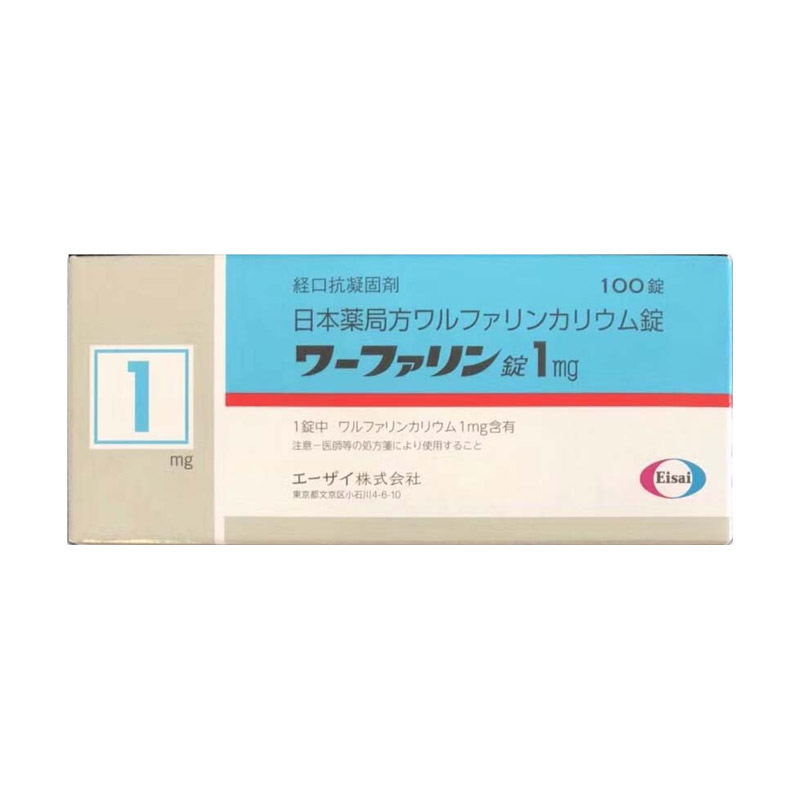 経口抗凝固剤 100錠
日本薬局方ワルファリンカリウム錠
ワーファリン錠1mg
1
mg
1錠中 ワルファリンカリウム1mg含有
注意-医師等の処方箋により使用すること
エーザイ株式会社
東京都文京区小石川4-6-10
Eisai